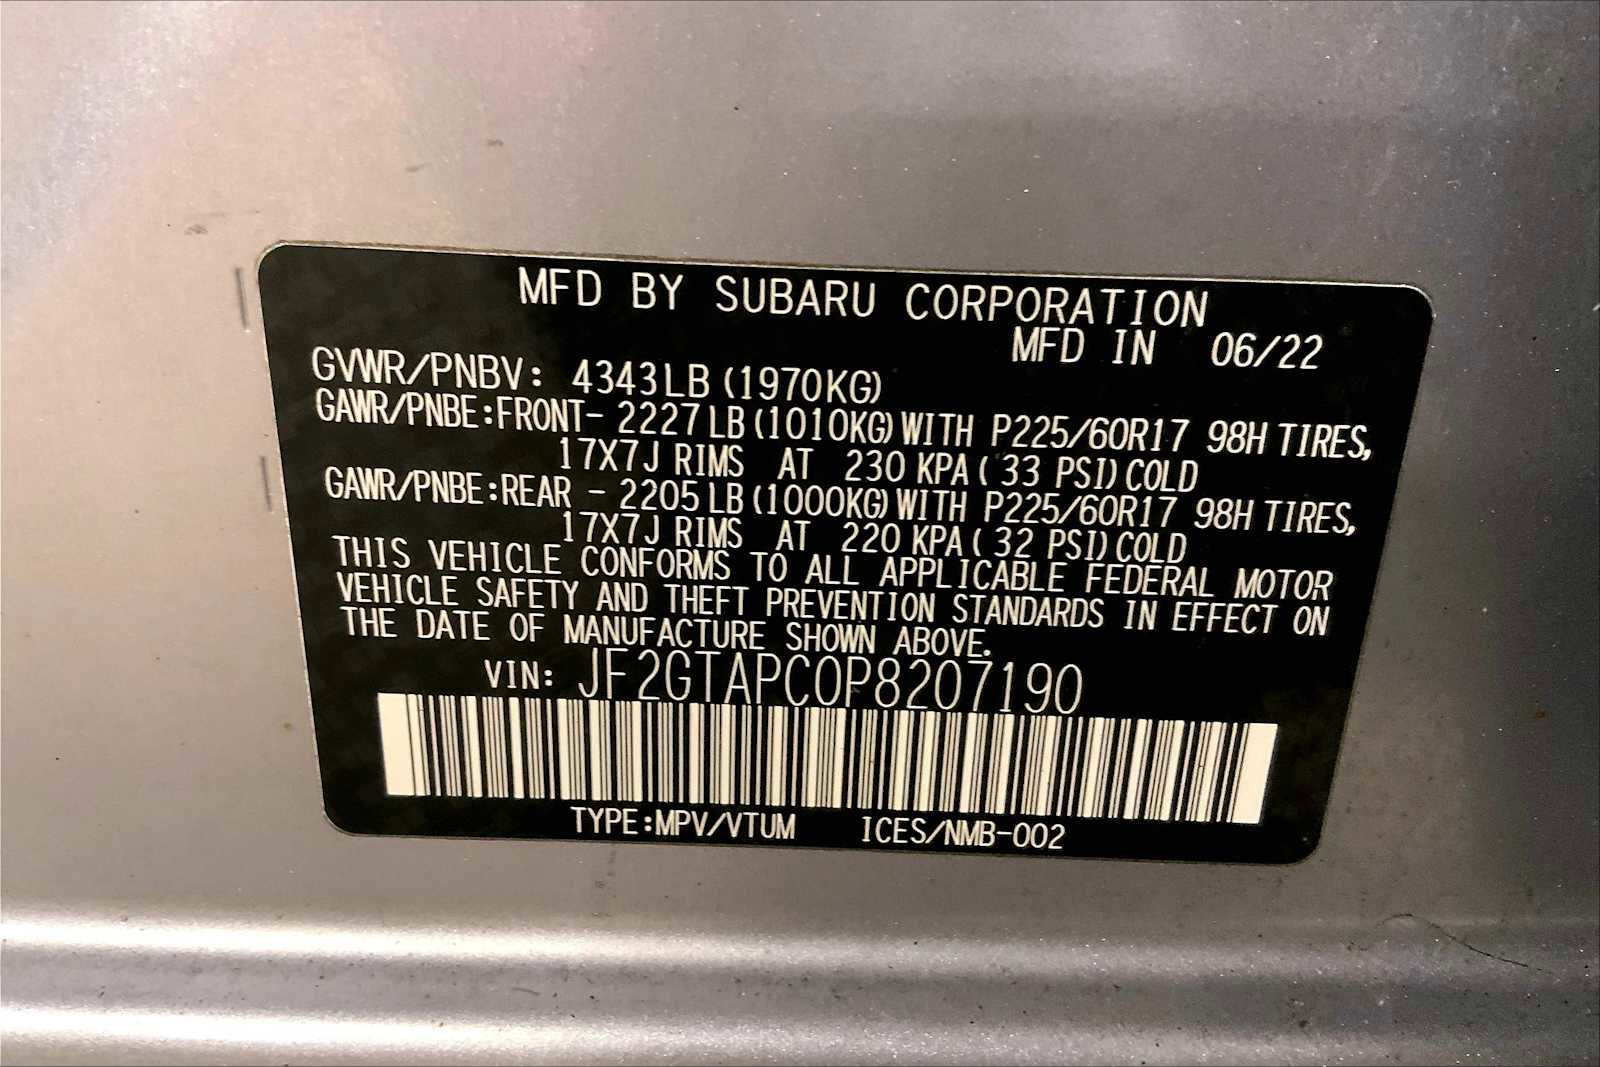 MFD BY SUBARU CORPORATION
MFD IN 06/22
GVWR/PNBV: 4343LB (1970KG)
GAWR/PNBE:FRONT- 2227LB (1010KG) WITH P225/60R17 98H TIRES,
17X7J RIMS AT 230 KPA ( 33 PSI) COLD
GAWR/PNBE:REAR - 2205LB (1000KG) WITH P225/60R17 98H TIRES,
17X7J RIMS AT 220 KPA ( 32 PSI) COLD
THIS VEHICLE CONFORMS TO ALL APPLICABLE FEDERAL MOTOR
VEHICLE SAFETY AND THEFT PREVENTION STANDARDS IN EFFECT ON
THE DATE OF MANUFACTURE SHOWN ABOVE.
VIN: JF2GTAPC0P8207190
TYPE:MPV/VTUM ICES/NMB-002